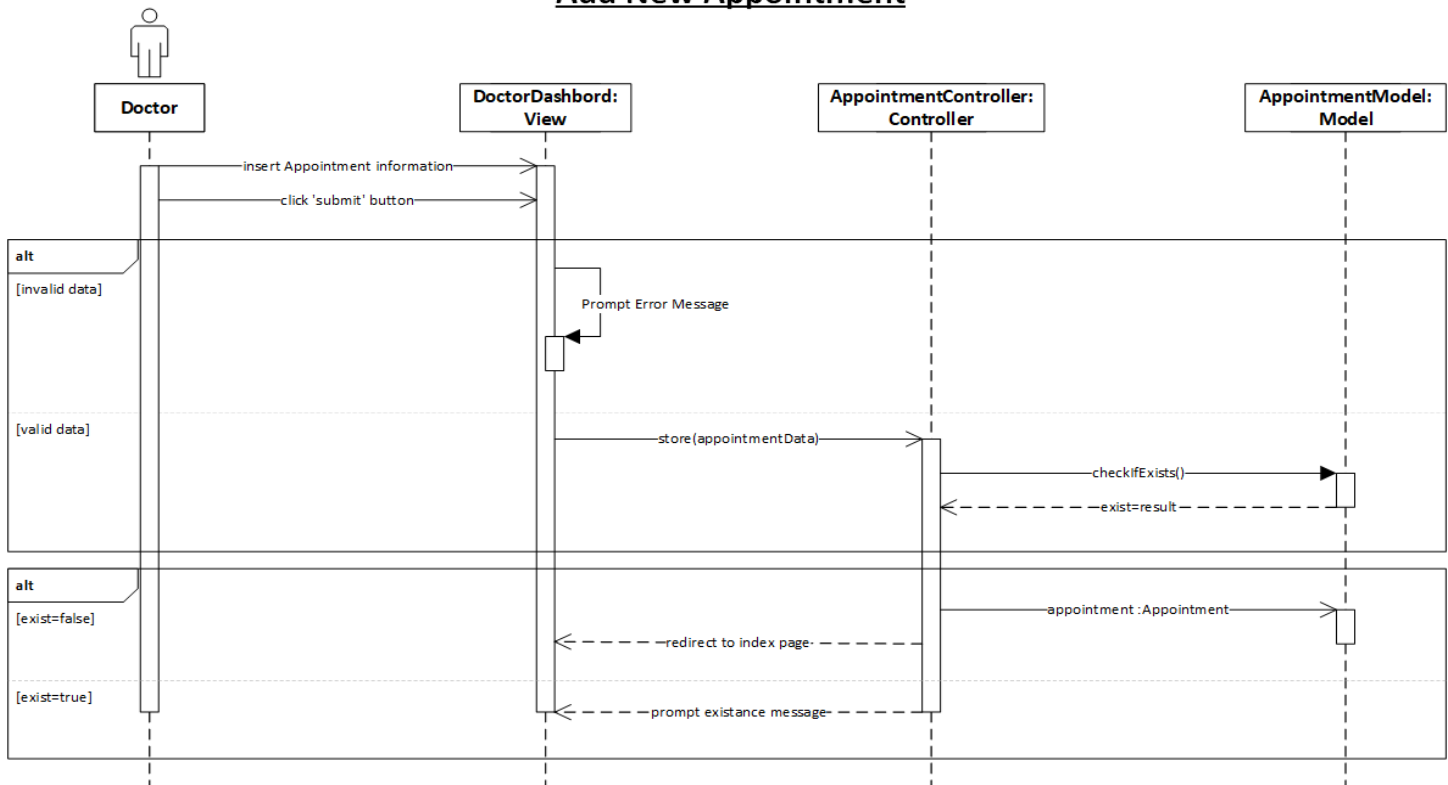 Add New Appointment
Doctor
DoctorDashbord:
View
AppointmentController:
Controller
AppointmentModel:
Model
insert Appointment information
click 'submit' button
alt
[invalid data]
Prompt Error Message
[valid data]
store(appointmentData)
checkIfExists()
exist=result
alt
[exist=false]
appointment :Appointment
redirect to index page
[exist=true]
prompt existance message